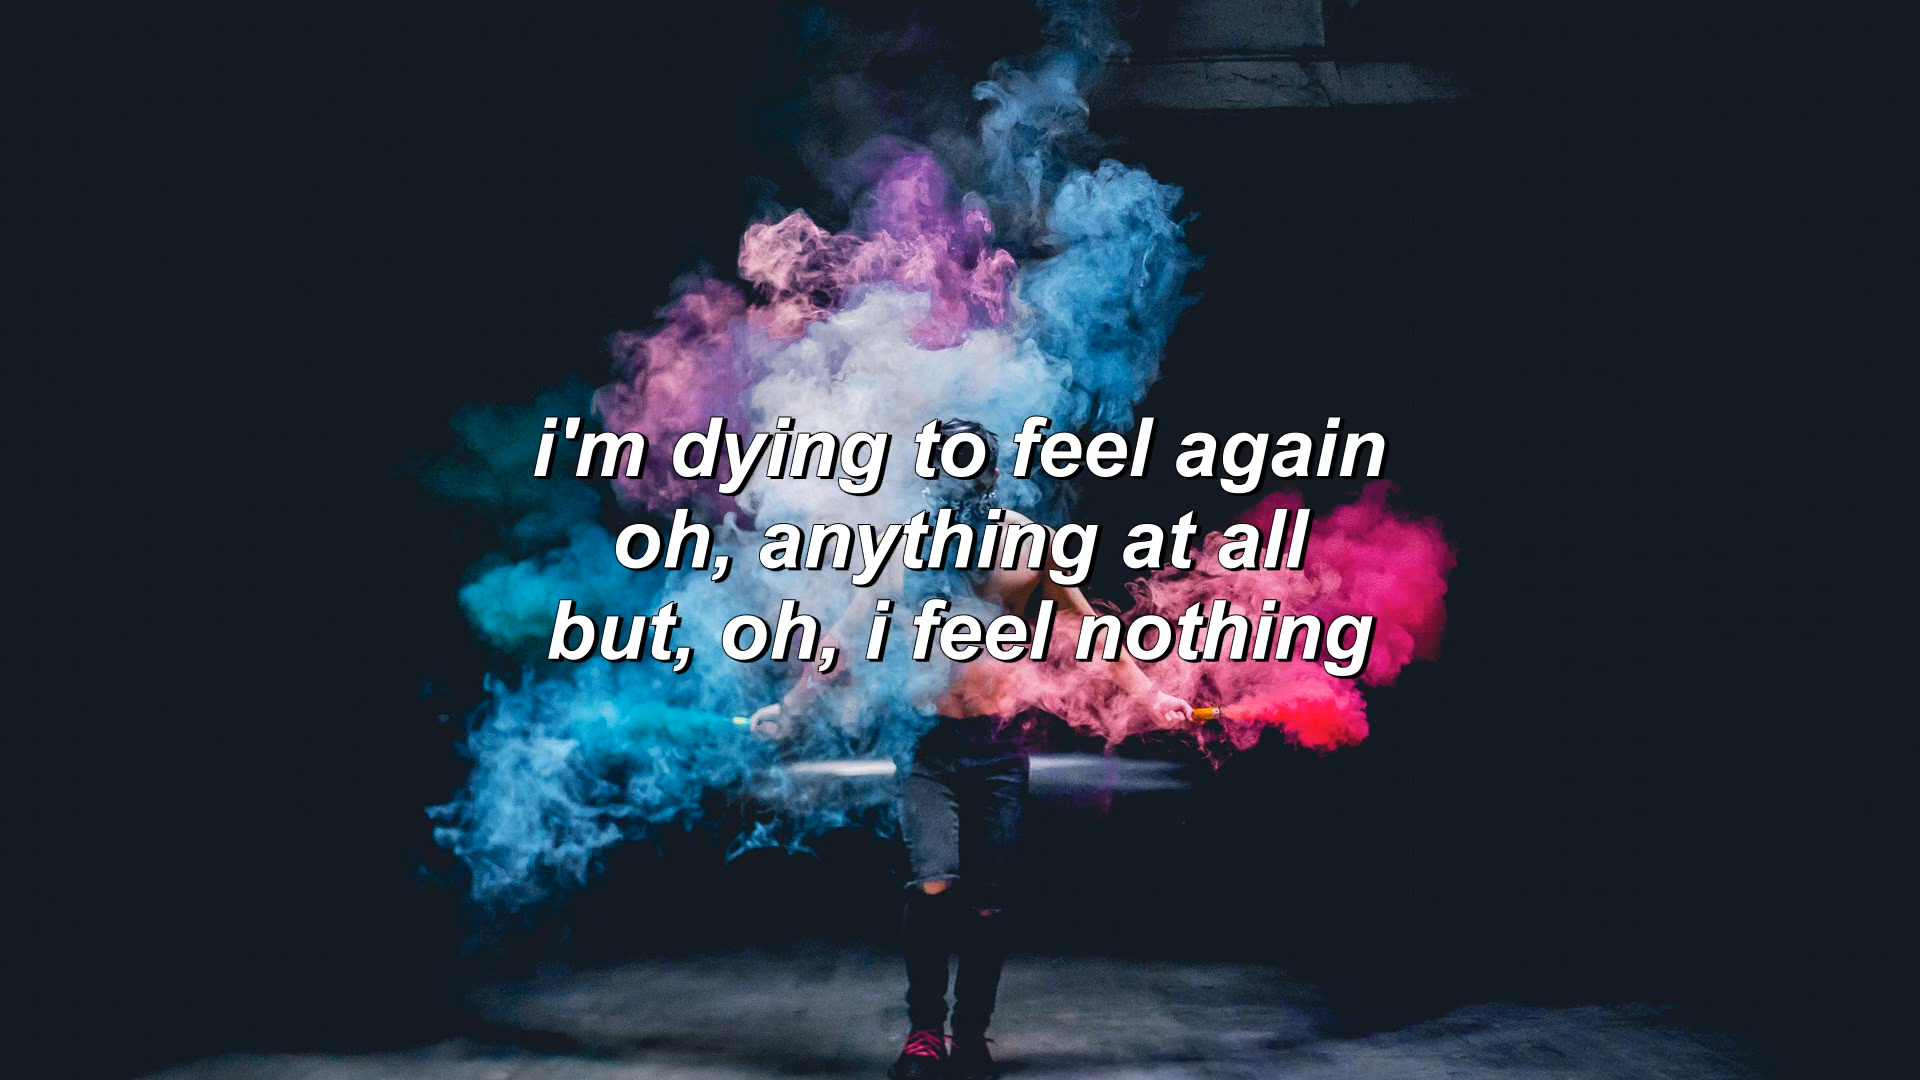 i'm dying to feel again
oh, anything at all
but, oh, i feel nothing